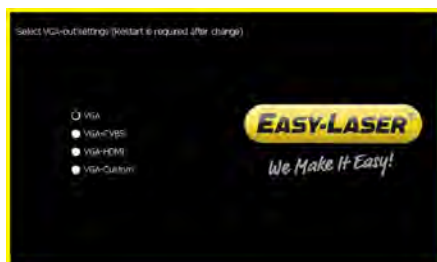 Select VGA-out settings (Restart is required after change)
VGA
VGA-CVBS
VGA-HDMI
VGA-Custom
EASY-LASER®
We Make It Easy!